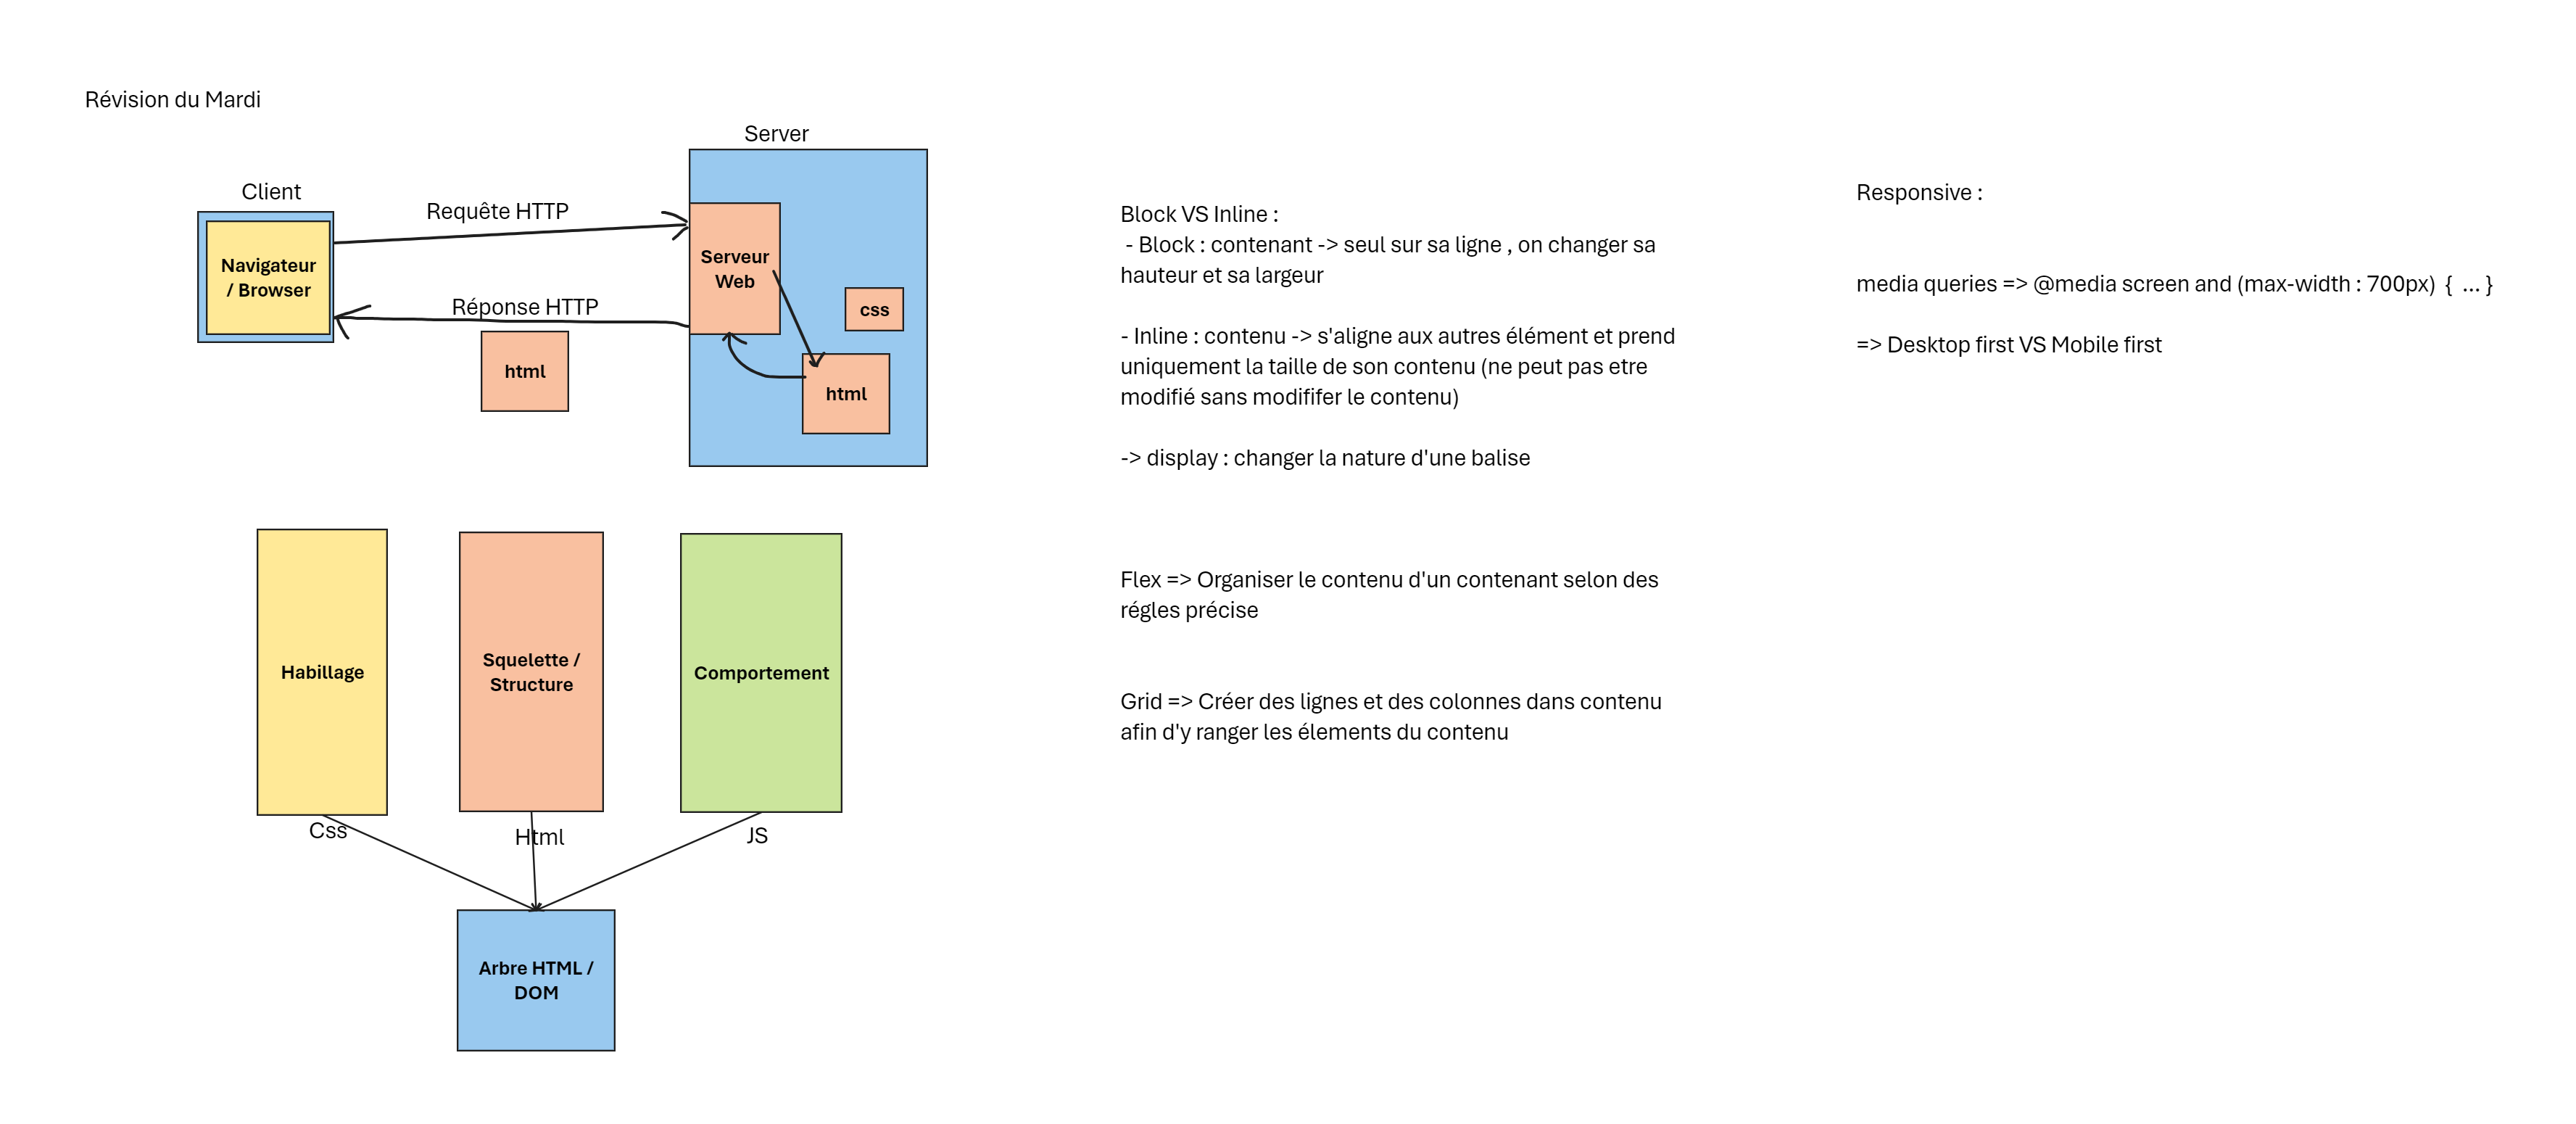 Révision du Mardi
Server
Client
Requête HTTP
Navigateur
/ Browser
Serveur
Web
Réponse HTTP
css
html
html
Habillage
Squelette /
Structure
Comportement
Css
Html
JS
Arbre HTML /
DOM
Block VS Inline :
- Block : contenant -> seul sur sa ligne , on changer sa
hauteur et sa largeur
- Inline : contenu -> s'aligne aux autres élément et prend
uniquement la taille de son contenu (ne peut pas etre
modifié sans modififer le contenu)
-> display : changer la nature d'une balise
Flex => Organiser le contenu d'un contenant selon des
régles précise
Grid => Créer des lignes et des colonnes dans contenu
afin d'y ranger les élements du contenu
Responsive :
media queries => @media screen and (max-width : 700px) { ... }
=> Desktop first VS Mobile first